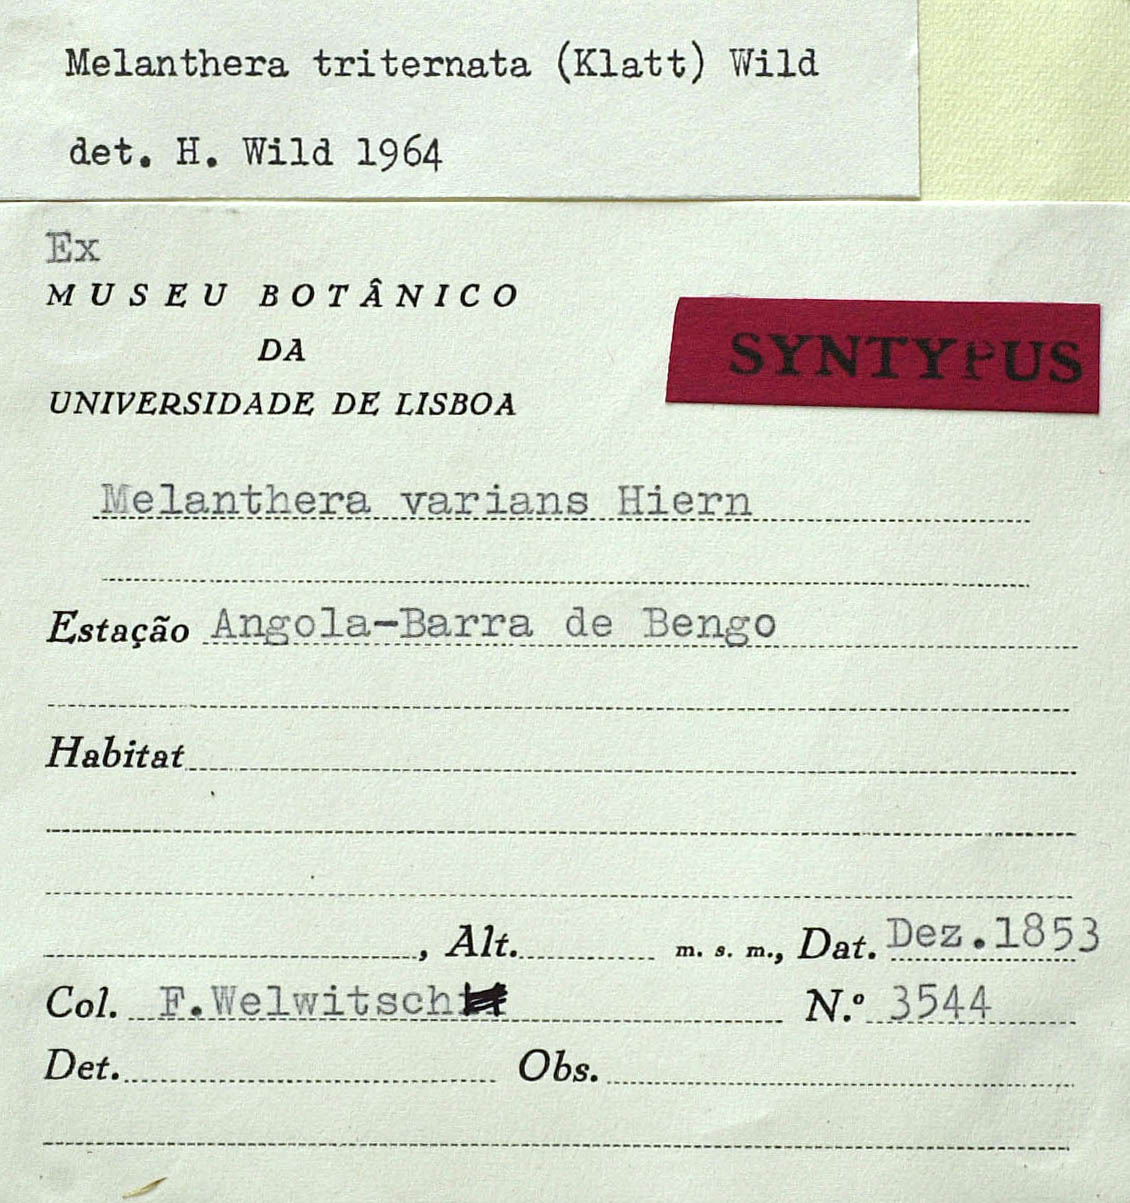 Melanthera triternata (Klatt) Wild
det. H. Wild 1964
Ex
MUSEU BOTÂNICO
DA
UNIVERSIDADE DE LISBOA
SYNTYPUS
Melanthera varians Hiern
Estação Angola-Barra de Bengo
Habitat
, Alt. m. s. m., Dat. Dez.1853
Col. F.Welwitsch N.º 3544
Det. Obs.